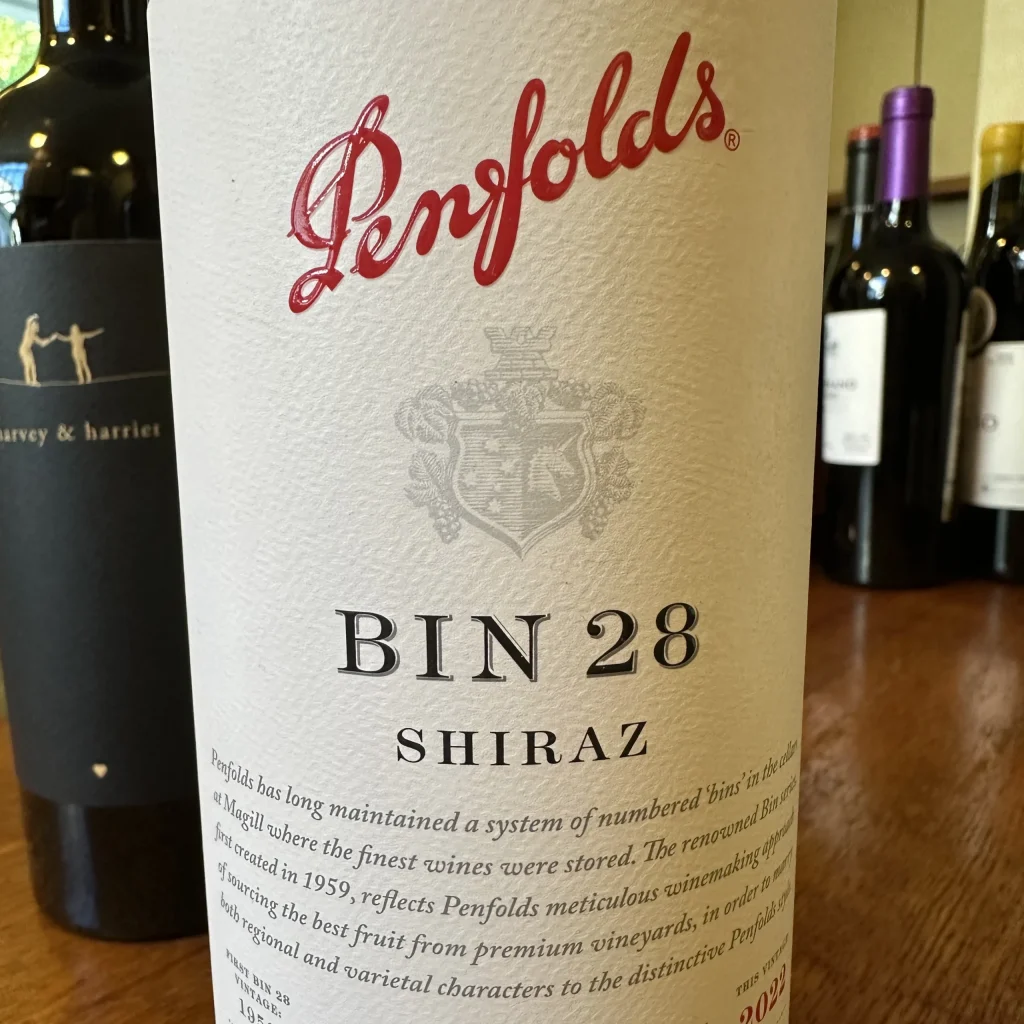 Penfolds®
BIN 28
SHIRAZ
Penfolds has long maintained a system of numbered 'bins' in the cellars
at Magill where the finest wines were stored. The renowned Bin series,
first created in 1959, reflects Penfolds meticulous winemaking approach
of sourcing the best fruit from premium vineyards, in order to marry
both regional and varietal characters to the distinctive Penfolds style.
FIRST BIN 28
VINTAGE:
THIS VINTAGE
2022
harvey & harriet